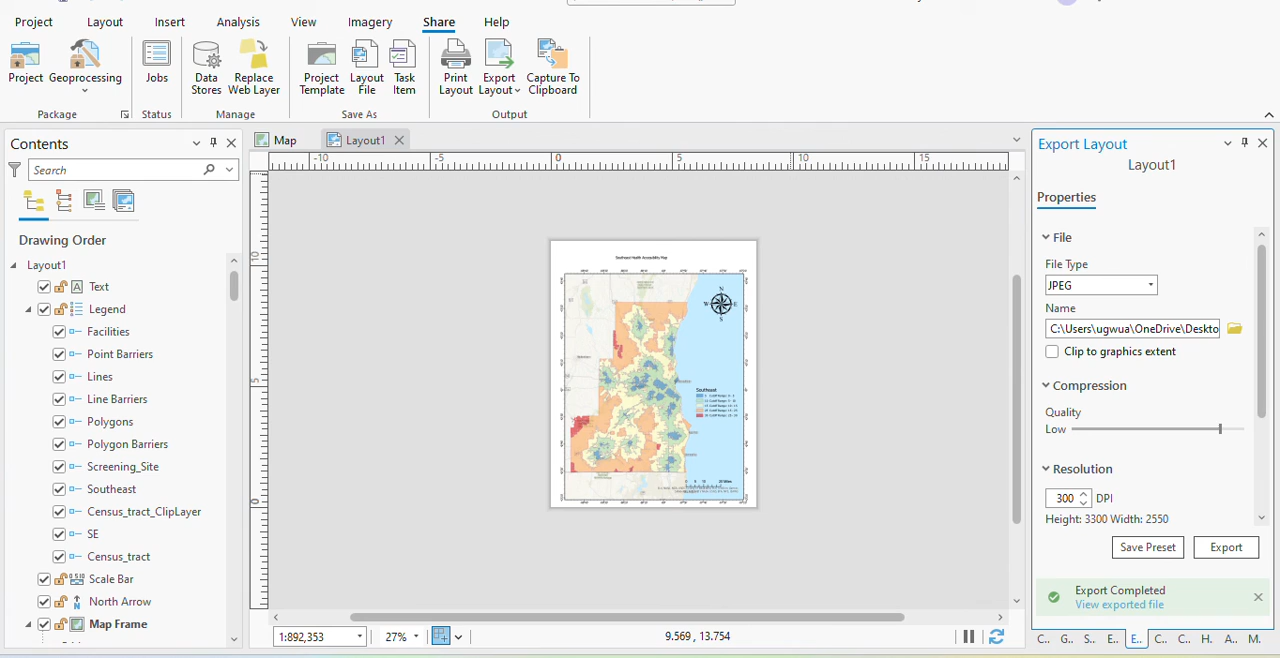 Project Layout Insert Analysis View Imagery Share Help
Project Geoprocessing Jobs Data Stores Replace Web Layer Project Template Layout File Task Item Print Layout Export Layout Capture To Clipboard
Package Status Manage Save As Output
Contents
Search
Drawing Order
Layout1
Text
Legend
Facilities
Point Barriers
Lines
Line Barriers
Polygons
Polygon Barriers
Screening_Site
Southeast
Census_tract_ClipLayer
SE
Census_tract
Scale Bar
North Arrow
Map Frame
Map Layout1
-10 -5 0 5 10 15
10
5
0
Southeast Health Accessibility Map
N
W E
S
Southeast
20 Miles
1:892,353 27% 9.569, 13.754
Export Layout
Layout1
Properties
File
File Type
JPEG
Name
C:\Users\ugwua\OneDrive\Deskto
Clip to graphics extent
Compression
Quality
Low
Resolution
300 DPI
Height: 3300 Width: 2550
Save Preset Export
Export Completed
View exported file
C.. G.. S.. E.. E.. C.. C.. H. A.. M.